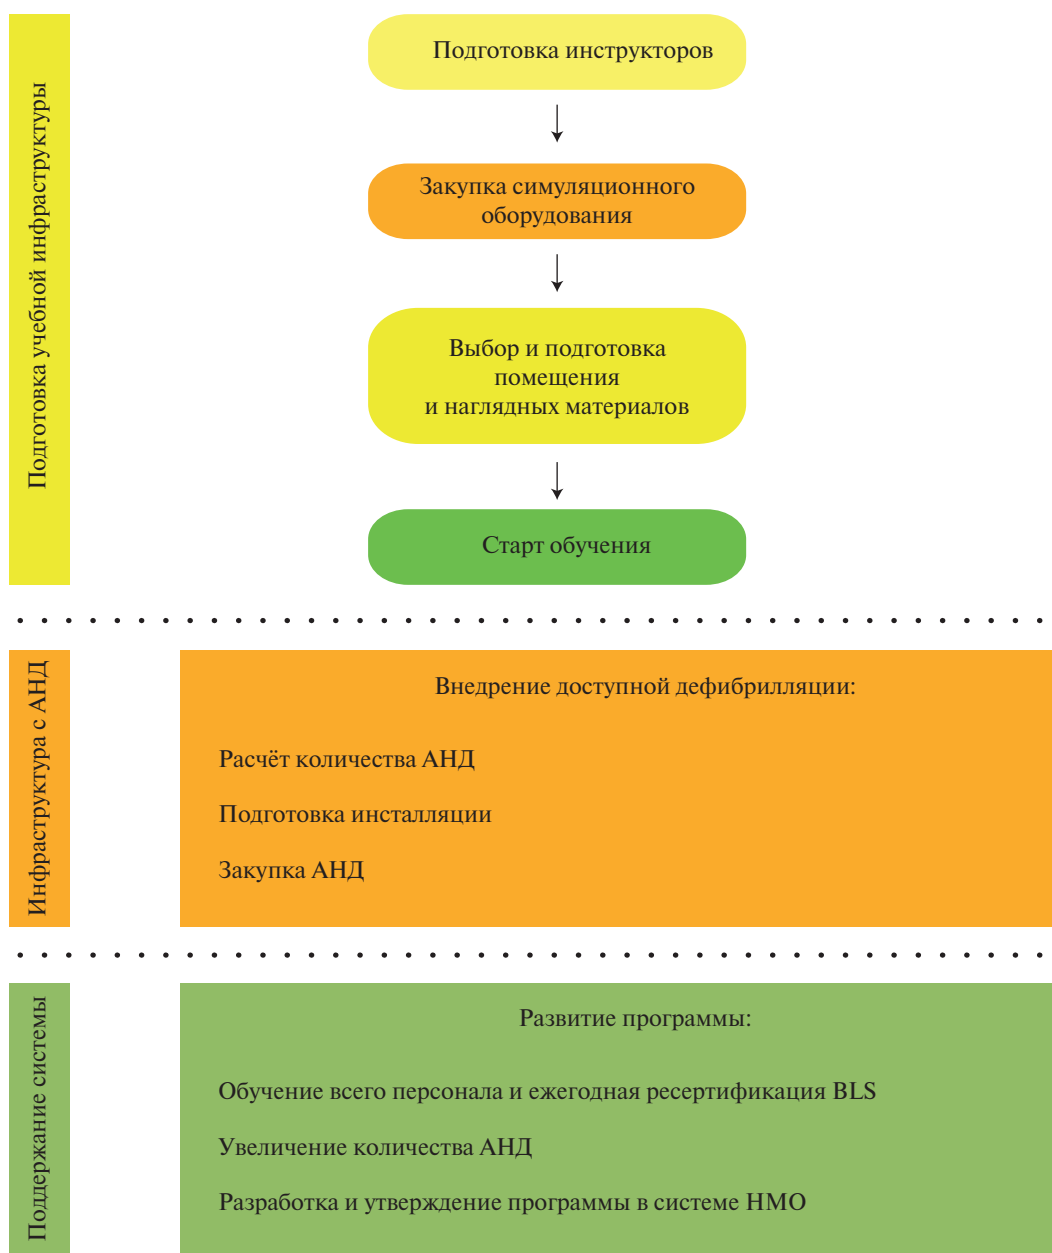 Подготовка учебной инфраструктуры
Подготовка инструкторов
Закупка симуляционного
оборудования
Выбор и подготовка
помещения
и наглядных материалов
Старт обучения
Инфраструктура с АНД
Внедрение доступной дефибрилляции:
Расчёт количества АНД
Подготовка инсталляции
Закупка АНД
Поддержание системы
Развитие программы:
Обучение всего персонала и ежегодная ресертификация BLS
Увеличение количества АНД
Разработка и утверждение программы в системе НМО